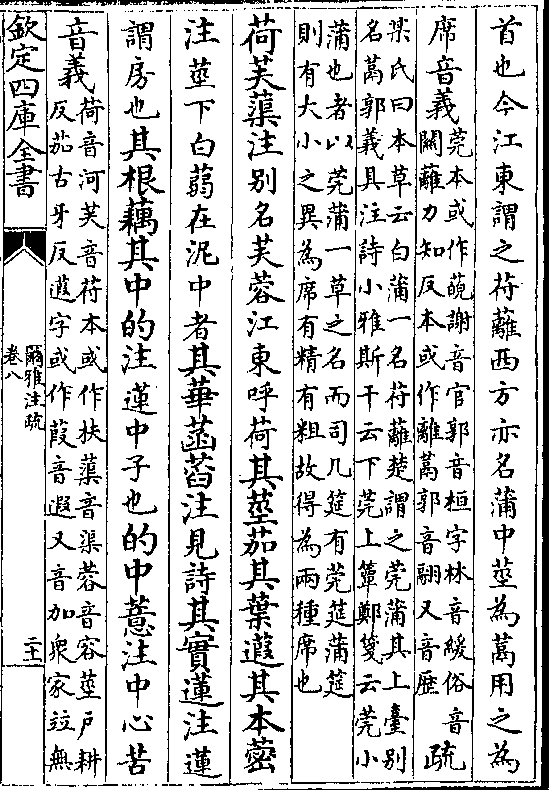 首也今江東謂之苻蘺西方亦名蒲中莖為萵用之為
席音義莞本或作䓳謝音官郭音桓字林音緩俗音
關蘺力知反本或作離萵郭音翮又音歷疏
某氏曰本草云白蒲一名苻蘺楚謂之莞蒲其上臺别
名萵郭義具注詩小雅斯干云下莞上簟鄭箋云莞小
蒲也者以莞蒲一草之名而司几筵有莞筵蒲筵
則有大小之異為席有精有粗故得為兩種席也
荷芙蕖注别名芙蓉江東呼荷其莖茄其葉蕸其本蔤
注莖下白蒻在泥中者其華菡萏注見詩其實蓮注蓮
謂房也其根藕其中的注蓮中子也的中薏注中心苦
音義荷音河芙音苻本或作扶蕖音渠蓉音容莖戶耕
反茄古牙反蕸字或作葭音遐又音加衆家竝無
欽定四庫全書
爾雅注疏
卷八
二十一